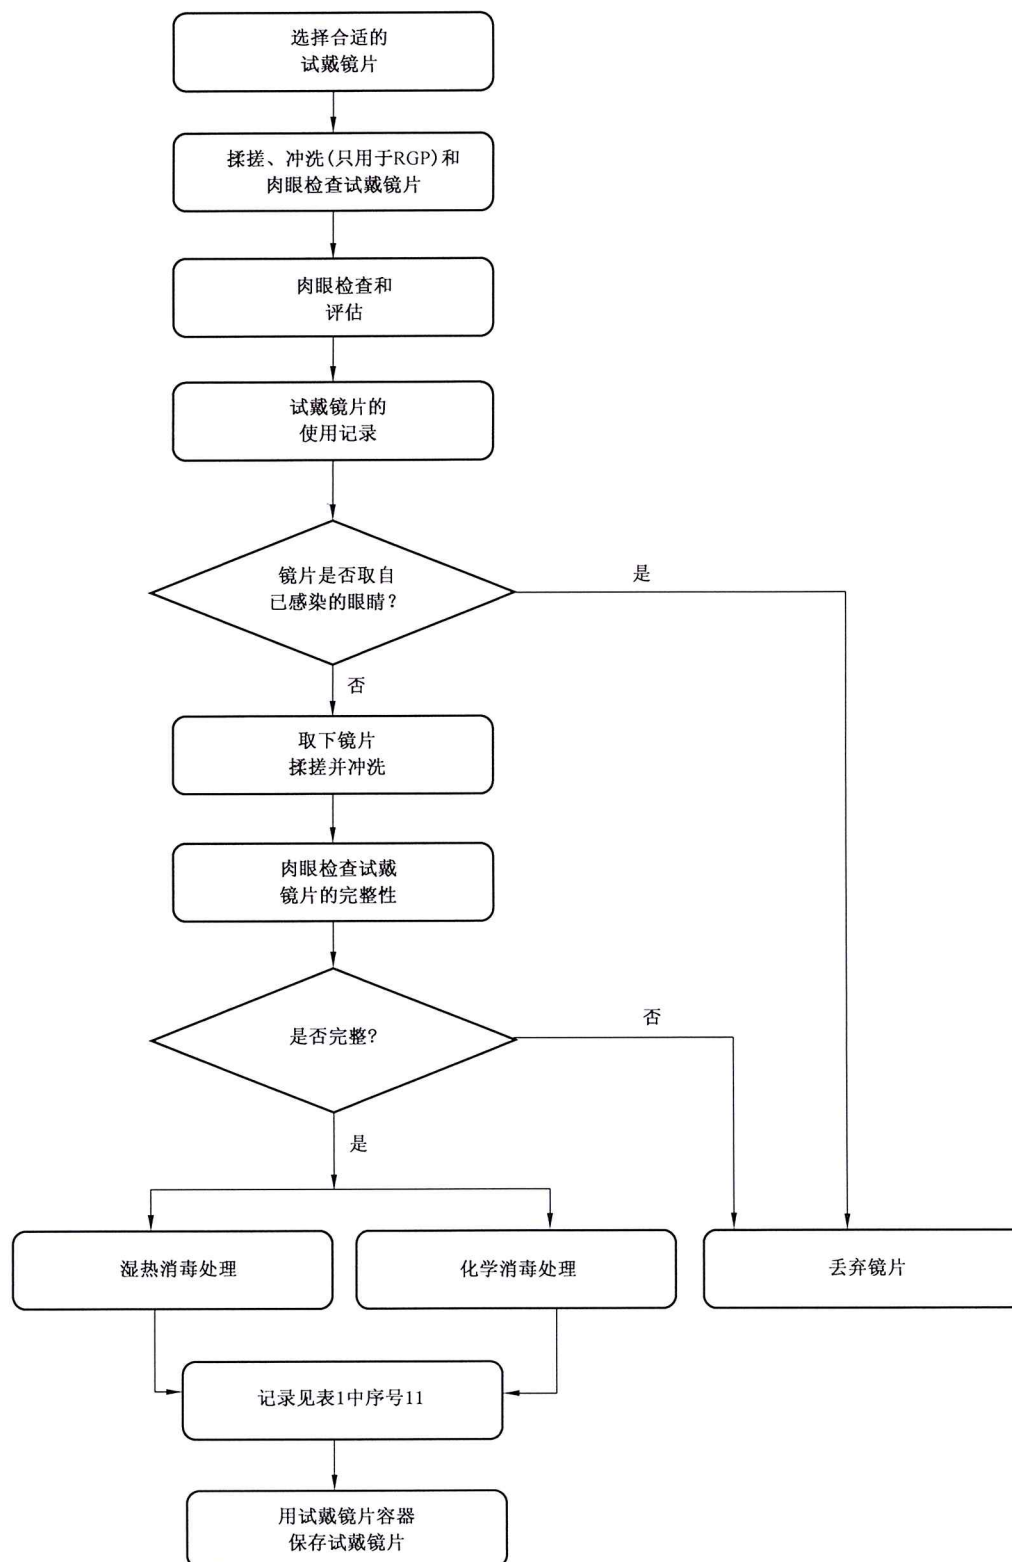 选择合适的
试戴镜片
揉搓、冲洗(只用于RGP)和
肉眼检查试戴镜片
肉眼检查和
评估
试戴镜片的
使用记录
镜片是否取自
已感染的眼睛?
是
否
取下镜片
揉搓并冲洗
肉眼检查试戴
镜片的完整性
是否完整?
否
是
湿热消毒处理
化学消毒处理
丢弃镜片
记录见表1中序号11
用试戴镜片容器
保存试戴镜片